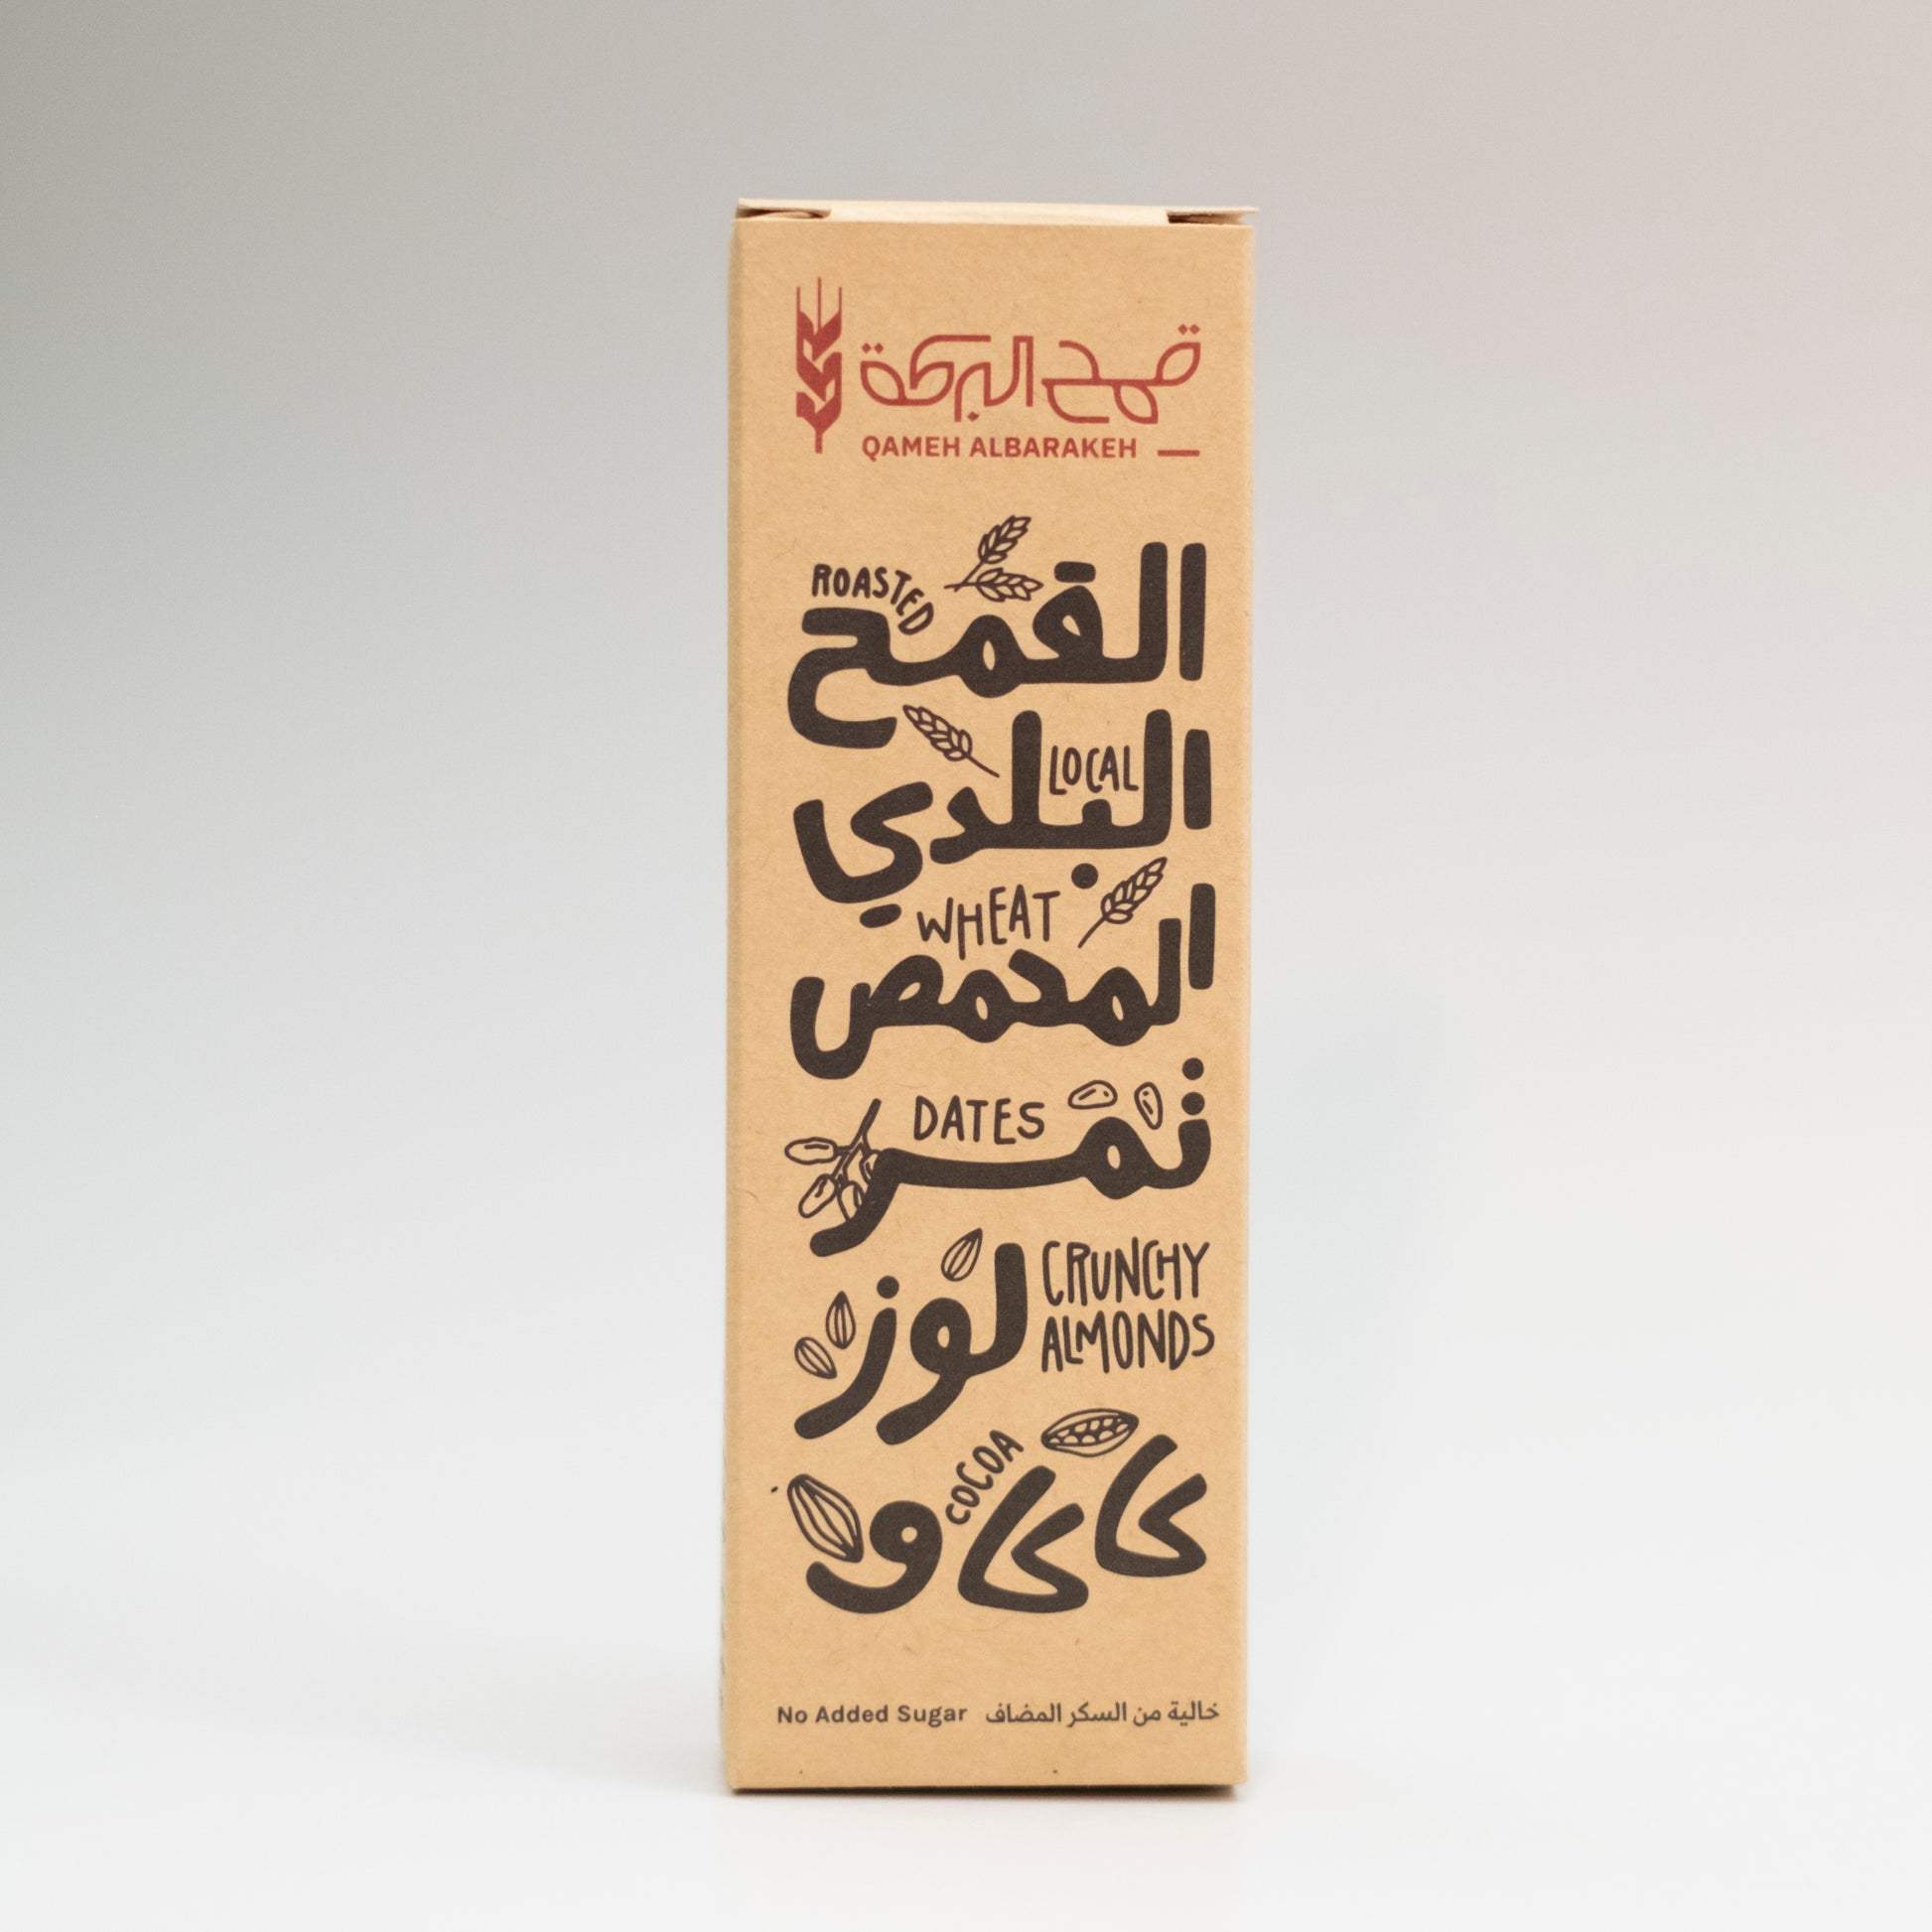 قمح البركة
QAMEH ALBARAKEH
ROASTED
القمح
LOCAL
البلدي
WHEAT
المحمص
DATES
تمر
CRUNCHY
ALMONDS
لوز
COCOA
كاكاو
No Added Sugar خالية من السكر المضاف